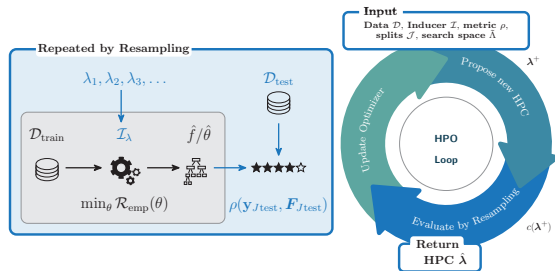 Repeated by Resampling
λ₁, λ₂, λ₃, . . .
𝒟test
𝒟train
ℐλ
f̂/θ̂
minθ ℛemp(θ)
ρ(yJtest, FJtest)
Input
Data 𝒟, Inducer ℐ, metric ρ,
splits 𝒥, search space Λ̃
λ⁺
Propose new HPC
Update Optimizer
HPO
Loop
Evaluate by Resampling
c(λ⁺)
Return
HPC λ̂